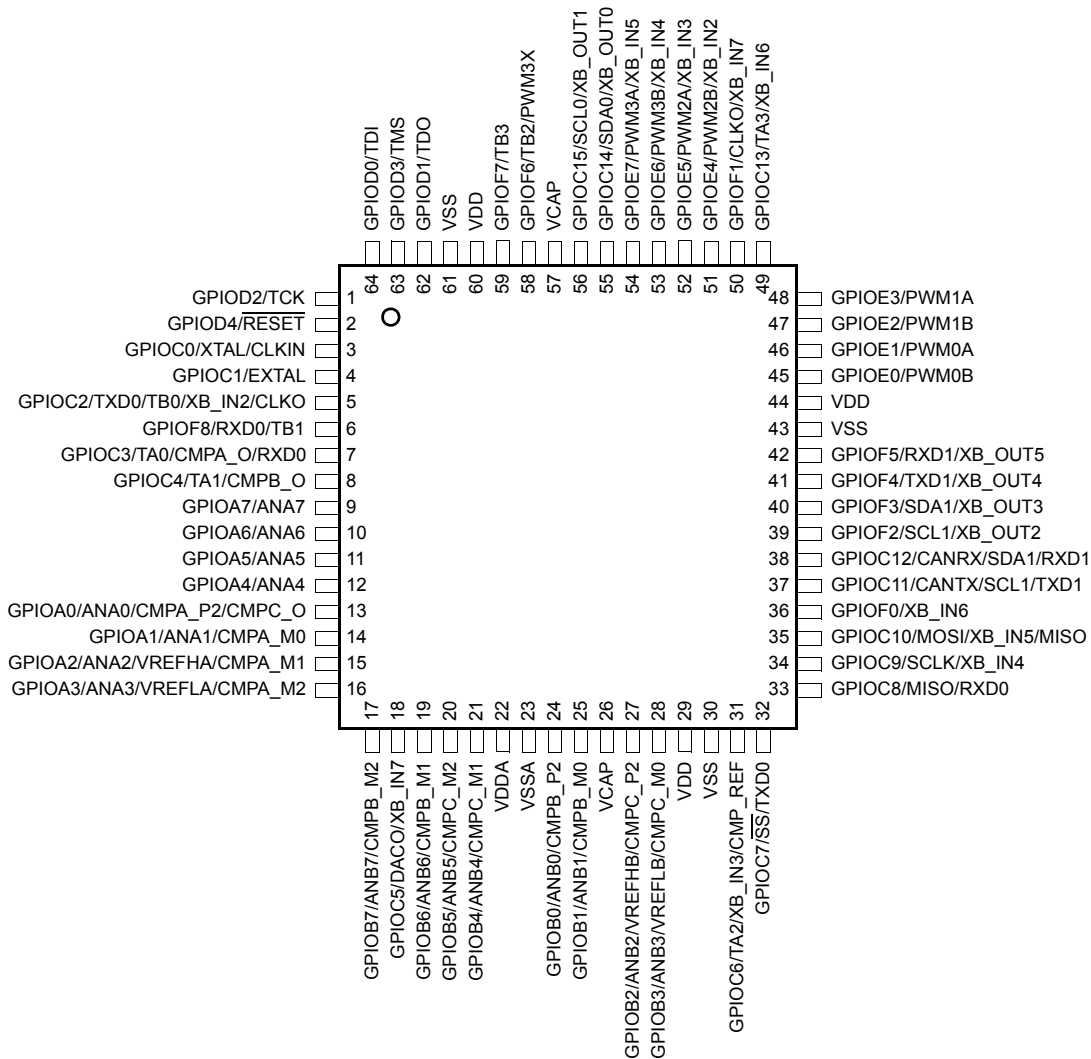 GPIOD0/TDI
GPIOD3/TMS
GPIOD1/TDO
VSS
VDD
GPIOF7/TB3
GPIOF6/TB2/PWM3X
VCAP
GPIOC15/SCL0/XB_OUT1
GPIOC14/SDA0/XB_OUT0
GPIOE7/PWM3A/XB_IN5
GPIOE6/PWM3B/XB_IN4
GPIOE5/PWM2A/XB_IN3
GPIOE4/PWM2B/XB_IN2
GPIOF1/CLKO/XB_IN7
GPIOC13/TA3/XB_IN6
64
63
62
61
60
59
58
57
56
55
54
53
52
51
50
49
GPIOD2/TCK 1
GPIOD4/RESET 2
GPIOC0/XTAL/CLKIN 3
GPIOC1/EXTAL 4
GPIOC2/TXD0/TB0/XB_IN2/CLKO 5
GPIOF8/RXD0/TB1 6
GPIOC3/TA0/CMPA_O/RXD0 7
GPIOC4/TA1/CMPB_O 8
GPIOA7/ANA7 9
GPIOA6/ANA6 10
GPIOA5/ANA5 11
GPIOA4/ANA4 12
GPIOA0/ANA0/CMPA_P2/CMPC_O 13
GPIOA1/ANA1/CMPA_M0 14
GPIOA2/ANA2/VREFHA/CMPA_M1 15
GPIOA3/ANA3/VREFLA/CMPA_M2 16
48 GPIOE3/PWM1A
47 GPIOE2/PWM1B
46 GPIOE1/PWM0A
45 GPIOE0/PWM0B
44 VDD
43 VSS
42 GPIOF5/RXD1/XB_OUT5
41 GPIOF4/TXD1/XB_OUT4
40 GPIOF3/SDA1/XB_OUT3
39 GPIOF2/SCL1/XB_OUT2
38 GPIOC12/CANRX/SDA1/RXD1
37 GPIOC11/CANTX/SCL1/TXD1
36 GPIOF0/XB_IN6
35 GPIOC10/MOSI/XB_IN5/MISO
34 GPIOC9/SCLK/XB_IN4
33 GPIOC8/MISO/RXD0
17
18
19
20
21
22
23
24
25
26
27
28
29
30
31
32
GPIOB7/ANB7/CMPB_M2
GPIOC5/DACO/XB_IN7
GPIOB6/ANB6/CMPB_M1
GPIOB5/ANB5/CMPC_M2
GPIOB4/ANB4/CMPC_M1
VDDA
VSSA
GPIOB0/ANB0/CMPB_P2
GPIOB1/ANB1/CMPB_M0
VCAP
GPIOB2/ANB2/VREFHB/CMPC_P2
GPIOB3/ANB3/VREFLB/CMPC_M0
VDD
VSS
GPIOC6/TA2/XB_IN3/CMP_REF
GPIOC7/SS/TXD0